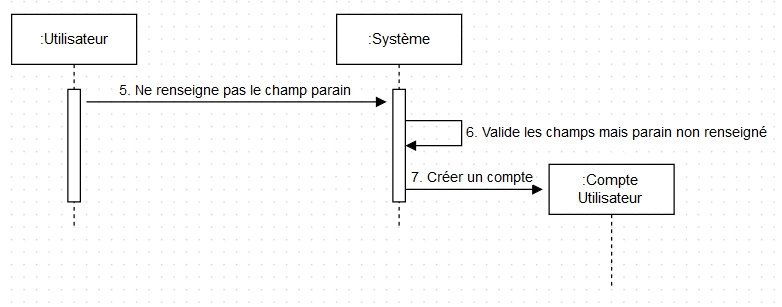 :Utilisateur
:Système
5. Ne renseigne pas le champ parain
6. Valide les champs mais parain non renseigné
7. Créer un compte
:Compte
Utilisateur